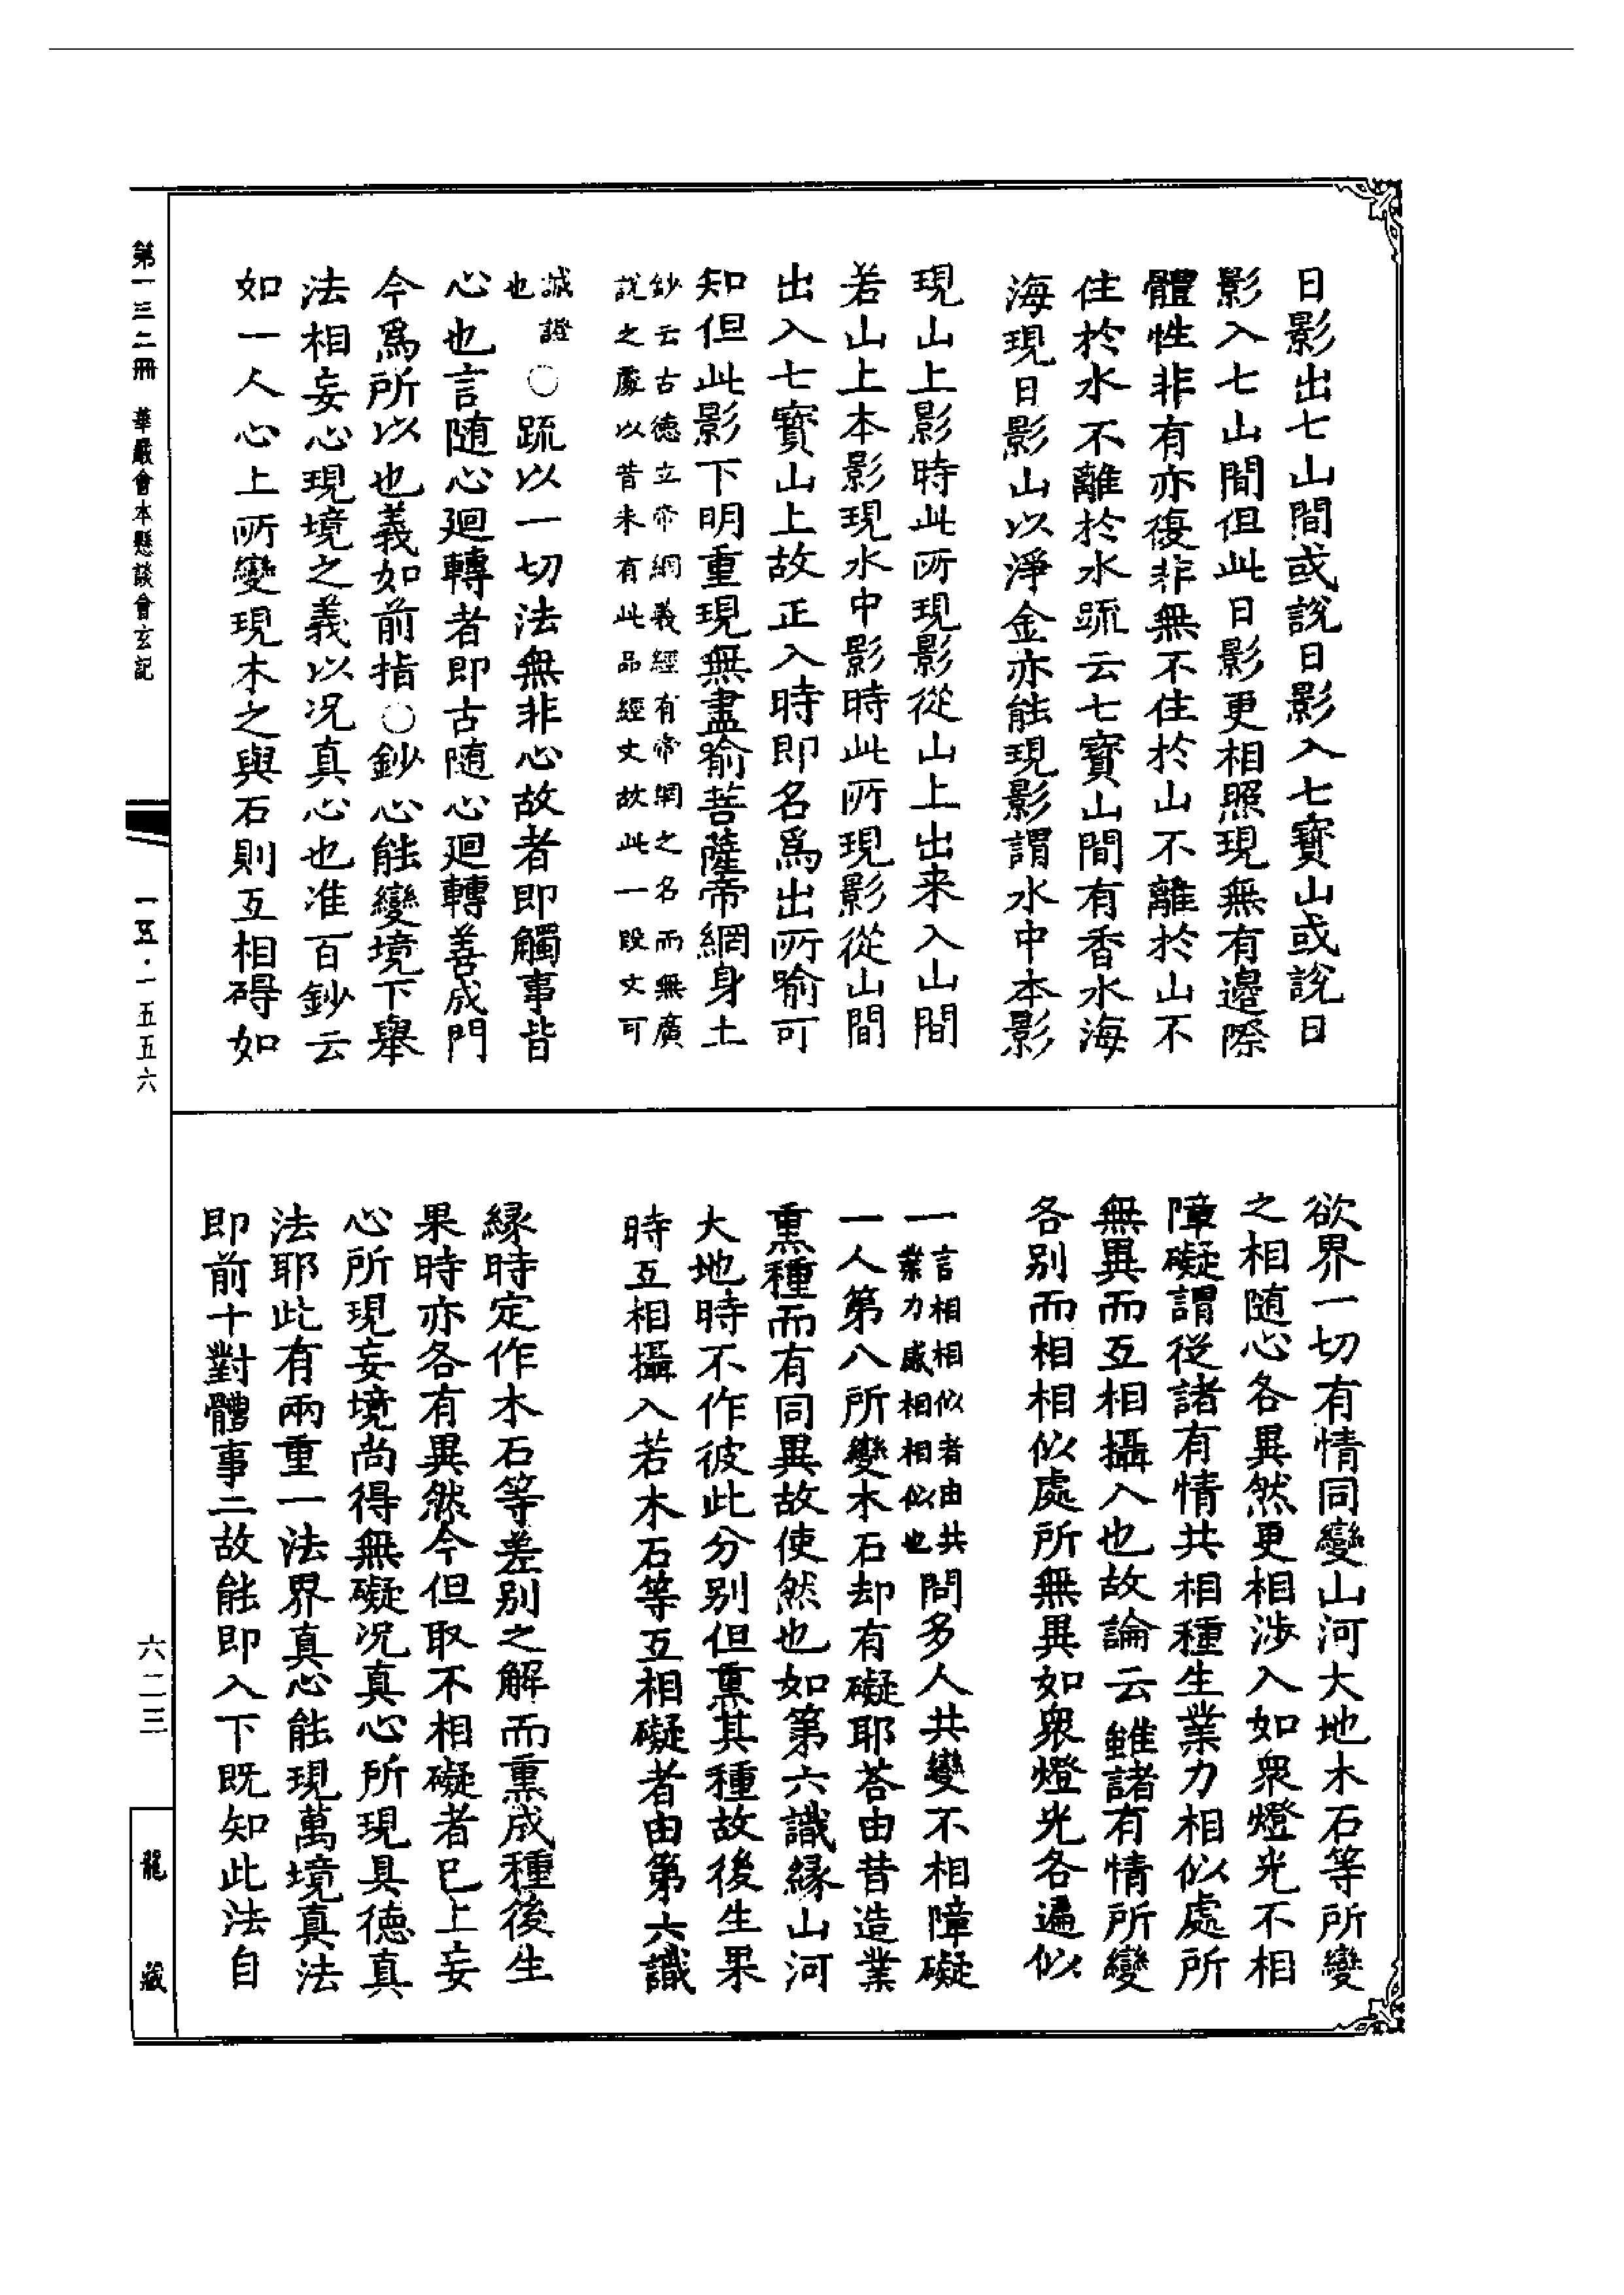 日影出七山間或說日影入七寶山或說日
影入七山間但此日影更相照現無有邊際
體性非有亦復非無不住於山不離於山不
住於水不離於水䟽云七寶山間有香水海
海現日影山以淨金亦能現影謂水中本影
現山上影時此所現影從山上出来入山間
若山上本影現水中影時此所現影從山間
出入七寶山上故正入時即名爲出所喻可
知但此影下明重現無盡喻菩薩帝網身土
鈔云古德立帝網義經有帝網之名而無廣
說之處以昔未有此品經文故此一段文可
誠證
也
○䟽以一切法無非心故者即觸事皆
心也言随心廻轉者即古随心廻轉善成門
今爲所以也義如前指○鈔心能變境下舉
法相妄心現境之義以况真心也准百鈔云
如一人心上所變現木之與石則互相碍如
欲界一切有情同變山河大地木石等所變
之相随心各異然更相涉入如衆燈光不相
障礙謂從諸有情共相種生業力相似處所
無異而互相攝入也故論云雖諸有情所變
各别而相相似處所無異如衆燈光各遍似
一言相相似者由共
業力感相相似也
問多人共變不相障礙
一人第八所變木石却有礙耶荅由昔造業
熏種而有同異故使然也如第六識緣山河
大地時不作彼此分别但熏其種故後生果
時互相攝入若木石等互相礙者由第六識
緣時定作木石等差别之解而熏成種後生
果時亦各有異然今但取不相礙者已上妄
心所現妄境尚得無礙况真心所現具德真
法耶此有兩重一法界真心能現萬境真法
即前十對體事二故能即入下既知此法自
第一三二冊 華嚴會本懸談會玄記
一五·一五五六
六二三
龍藏